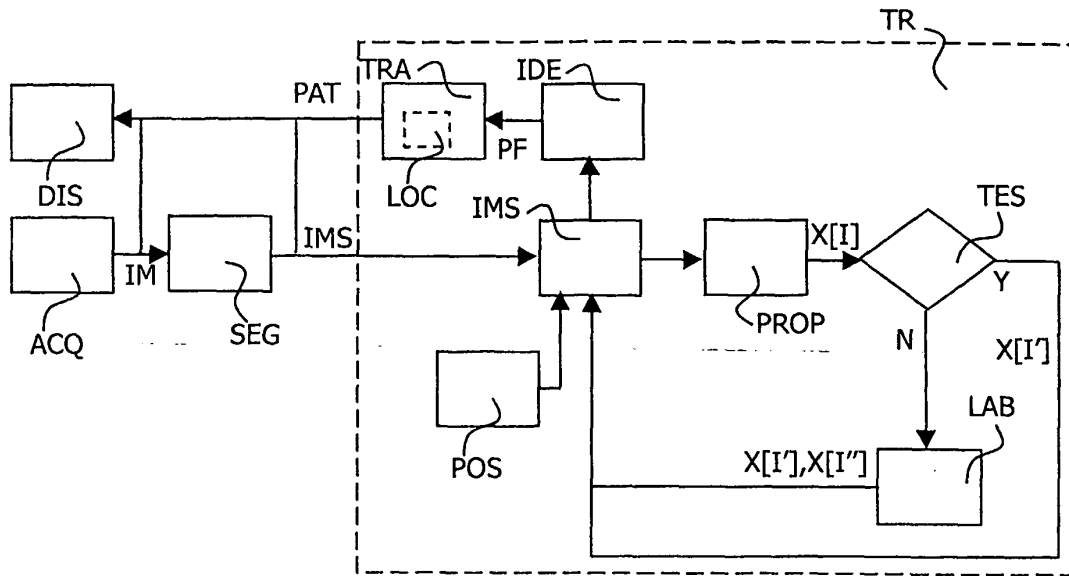 TR
TRA
IDE
PAT
PF
DIS
LOC
IMS
TES
IMS
X[I]
Y
IM
ACQ
SEG
PROP
N
X[I']
POS
LAB
X[I'],X[I"]